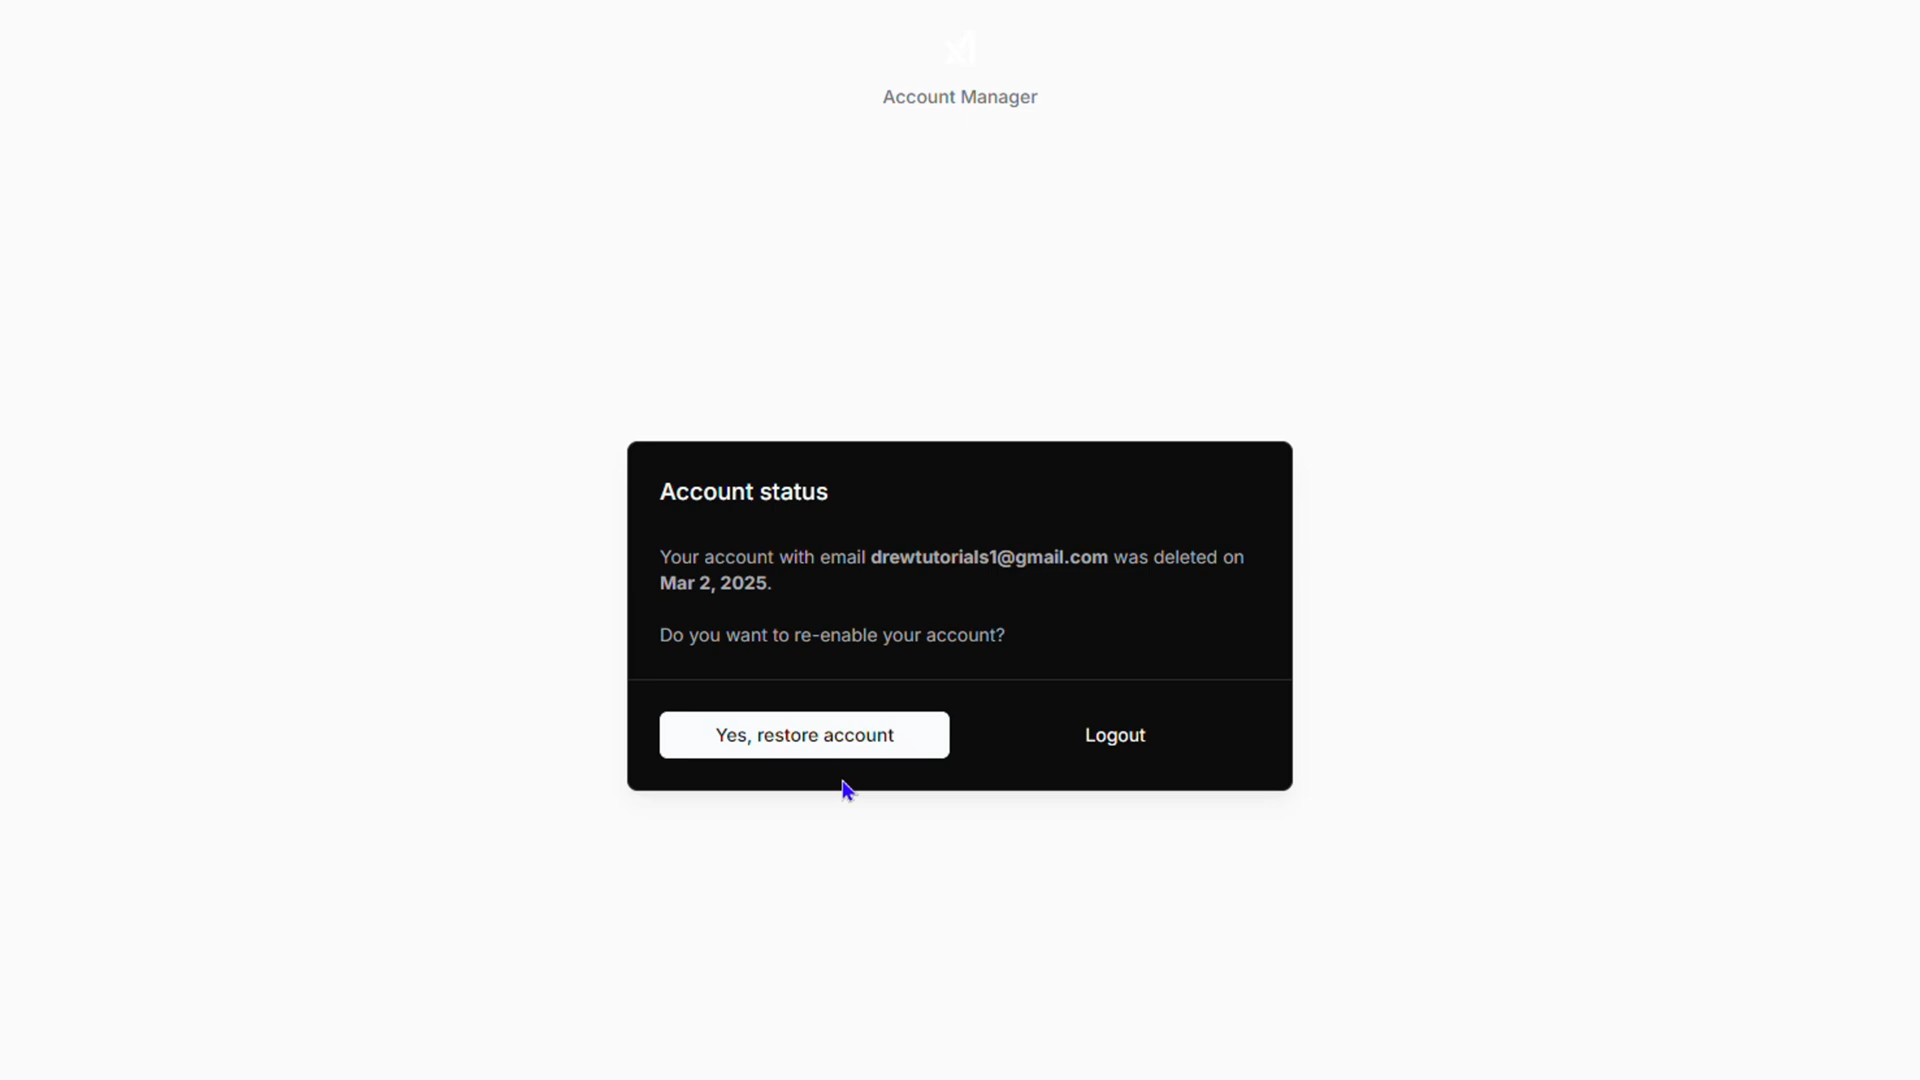 Account Manager
Account status
Your account with email drewtutorials1@gmail.com was deleted on
Mar 2, 2025.
Do you want to re-enable your account?
Yes, restore account
Logout